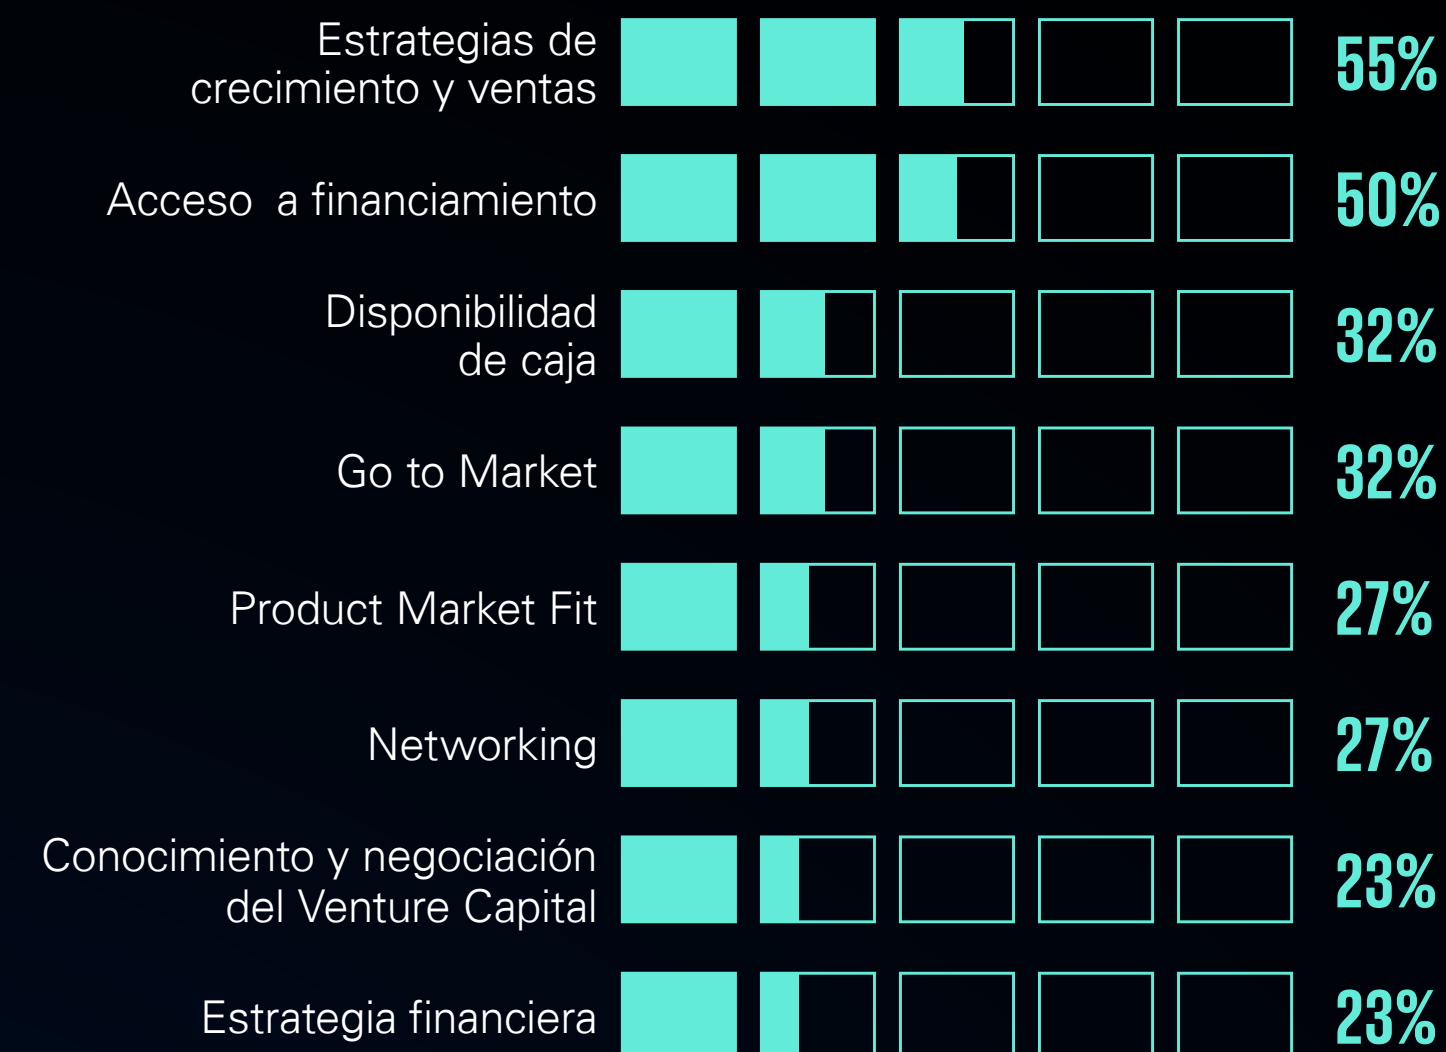 Estrategias de
crecimiento y ventas
55%
Acceso a financiamiento
50%
Disponibilidad
de caja
32%
Go to Market
32%
Product Market Fit
27%
Networking
27%
Conocimiento y negociación
del Venture Capital
23%
Estrategia financiera
23%